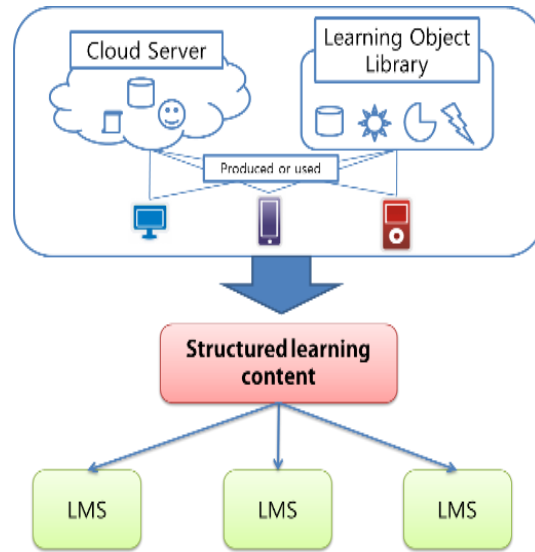 Cloud Server
Learning Object
Library
Produced or used
Structured learning
content
LMS
LMS
LMS